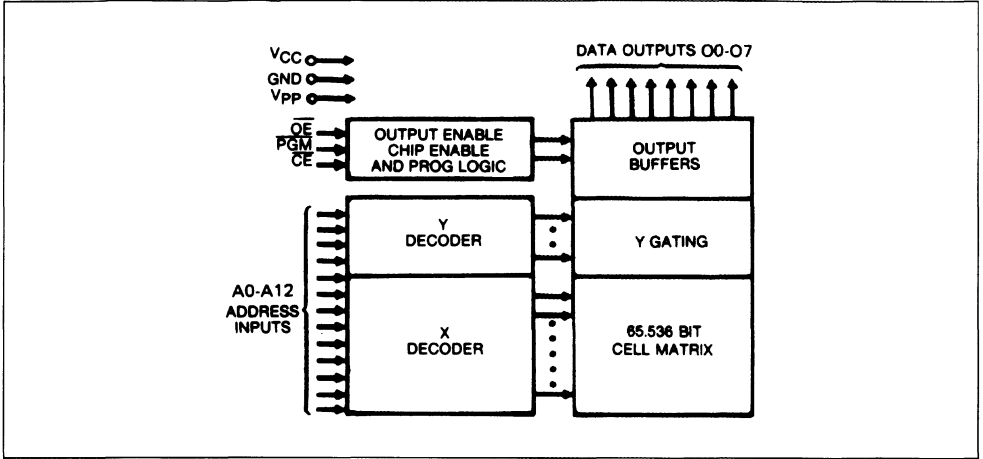 VCC
GND
VPP
OE
PGM
CE
OUTPUT ENABLE
CHIP ENABLE
AND PROG LOGIC
DATA OUTPUTS O0-O7
OUTPUT
BUFFERS
A0-A12
ADDRESS
INPUTS
Y
DECODER
Y GATING
X
DECODER
65.536 BIT
CELL MATRIX